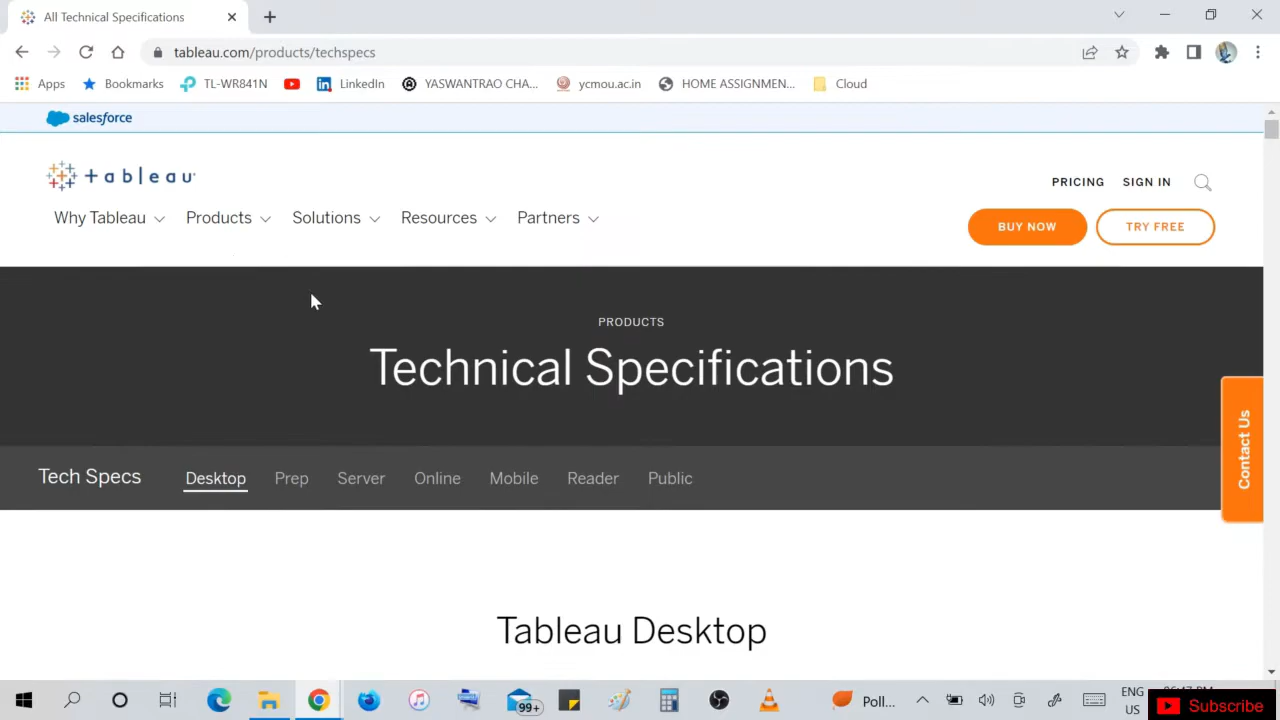 All Technical Specifications
tableau.com/products/techspecs
Apps
Bookmarks
TL-WR841N
LinkedIn
YASWANTRAO CHA...
ycmou.ac.in
HOME ASSIGNMEN...
Cloud
salesforce
+ableau
PRICING
SIGN IN
Why Tableau
Products
Solutions
Resources
Partners
BUY NOW
TRY FREE
PRODUCTS
Technical Specifications
Contact Us
Tech Specs
Desktop
Prep
Server
Online
Mobile
Reader
Public
Tableau Desktop
99+
Poll...
ENG
US
Subscribe